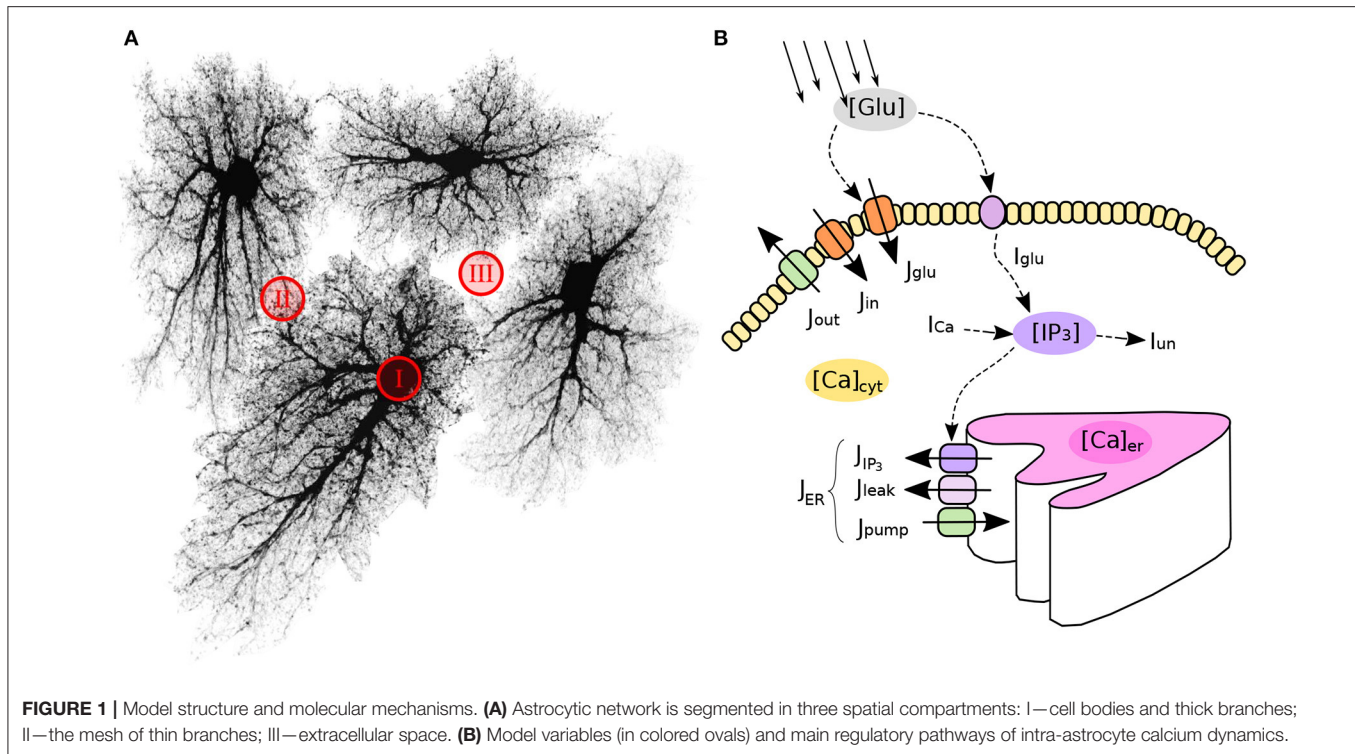 A
B
[Glu]
I
II
III
Iglu
Jglu
Jin
Jout
ICa
[IP3]
Iun
[Ca]cyt
[Ca]er
JIP3
JER
Jleak
Jpump
FIGURE 1 | Model structure and molecular mechanisms. (A) Astrocytic network is segmented in three spatial compartments: I—cell bodies and thick branches;
II—the mesh of thin branches; III—extracellular space. (B) Model variables (in colored ovals) and main regulatory pathways of intra-astrocyte calcium dynamics.